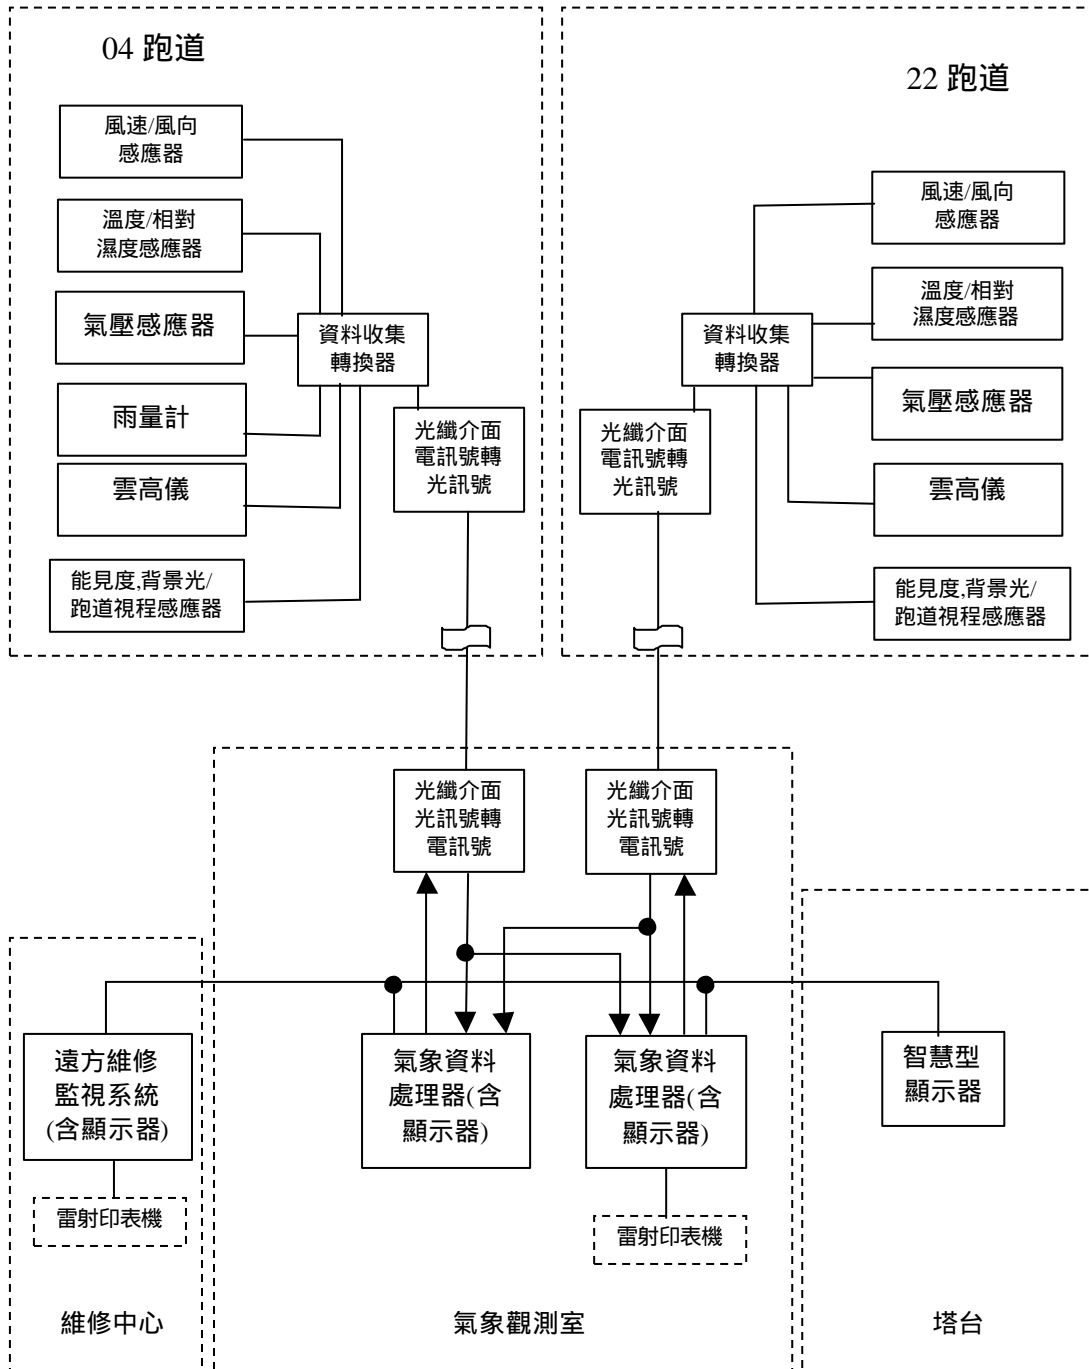 04 跑道
風速/風向
感應器
溫度/相對
濕度感應器
氣壓感應器
雨量計
雲高儀
能見度,背景光/
跑道視程感應器
資料收集
轉換器
光纖介面
電訊號轉
光訊號
22 跑道
風速/風向
感應器
溫度/相對
濕度感應器
氣壓感應器
雲高儀
能見度,背景光/
跑道視程感應器
資料收集
轉換器
光纖介面
電訊號轉
光訊號
光纖介面
光訊號轉
電訊號
光纖介面
光訊號轉
電訊號
遠方維修
監視系統
(含顯示器)
雷射印表機
維修中心
氣象資料
處理器(含
顯示器)
氣象資料
處理器(含
顯示器)
雷射印表機
氣象觀測室
智慧型
顯示器
塔台